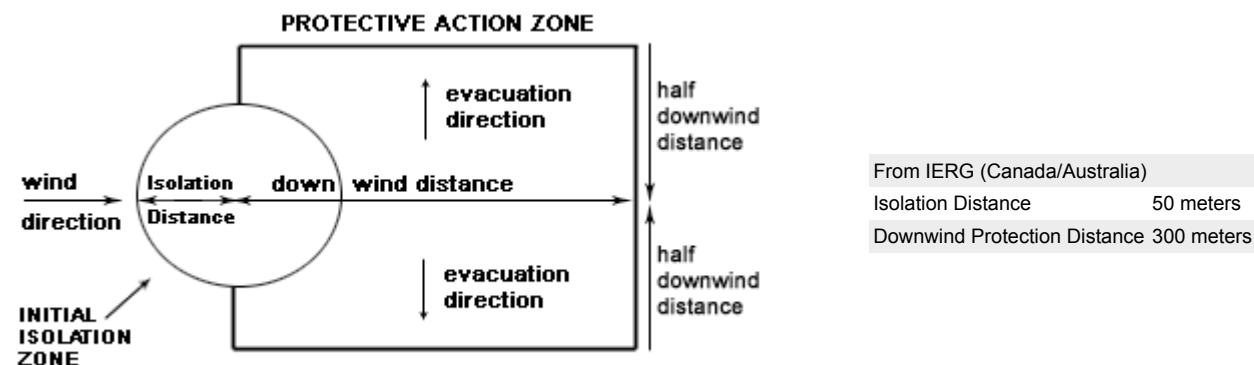 PROTECTIVE ACTION ZONE
evacuation
direction
half
downwind
distance
wind
direction
Isolation
Distance
down wind distance
evacuation
direction
half
downwind
distance
INITIAL
ISOLATION
ZONE
From IERG (Canada/Australia)
Isolation Distance 50 meters
Downwind Protection Distance 300 meters